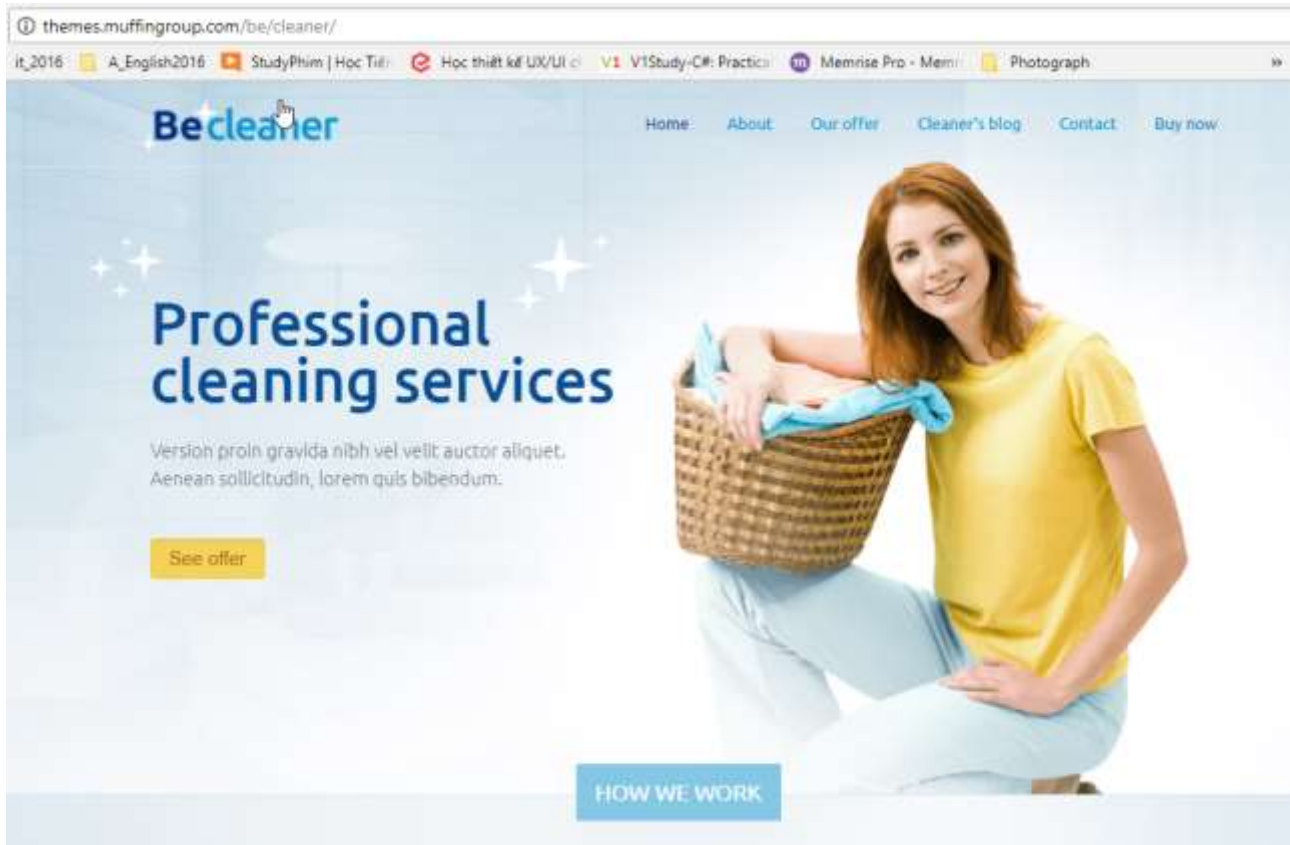 themes.muffingroup.com/be/cleaner/
it_2016 A_English2016 StudyPhim | Học Tiế Học thiết kế UX/UI c V1 V1Study-C#: Practic Memrise Pro - Mem Photograph »
Becleaner Home About Our offer Cleaner's blog Contact Buy now
Professional
cleaning services
Version proin gravida nibh vel velit auctor aliquet.
Aenean sollicitudin, lorem quis bibendum.
See offer
HOW WE WORK